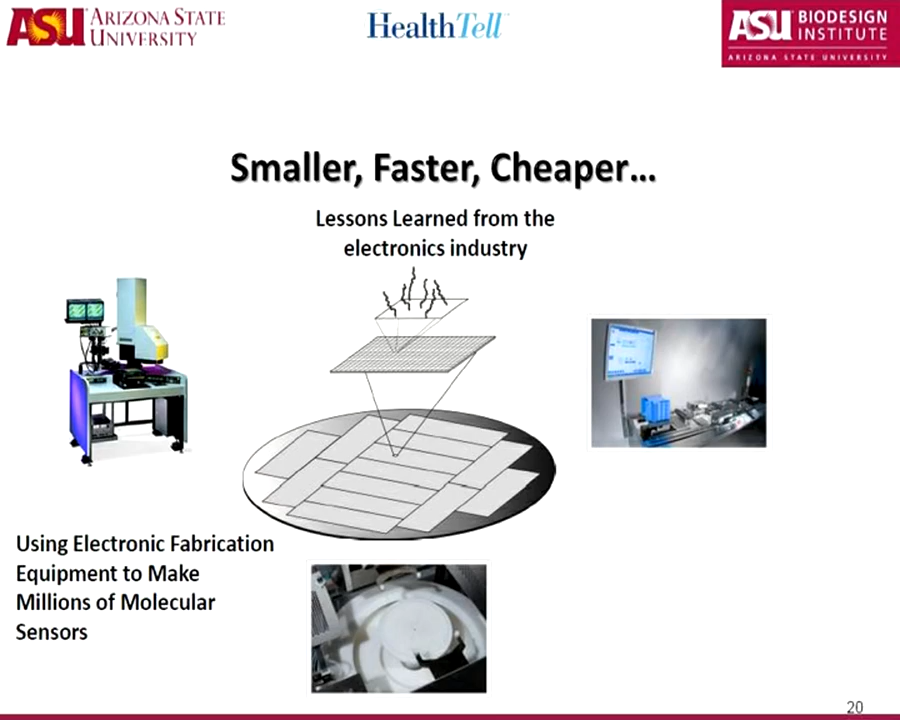 ASU ARIZONA STATE
UNIVERSITY
HealthTell
ASU BIODESIGN
INSTITUTE
ARIZONA STATE UNIVERSITY
Smaller, Faster, Cheaper...
Lessons Learned from the
electronics industry
Using Electronic Fabrication
Equipment to Make
Millions of Molecular
Sensors
20